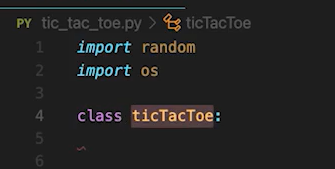 PY tic_tac_toe.py > ticTacToe
1 import random
2 import os
3
4 class ticTacToe:
5
6